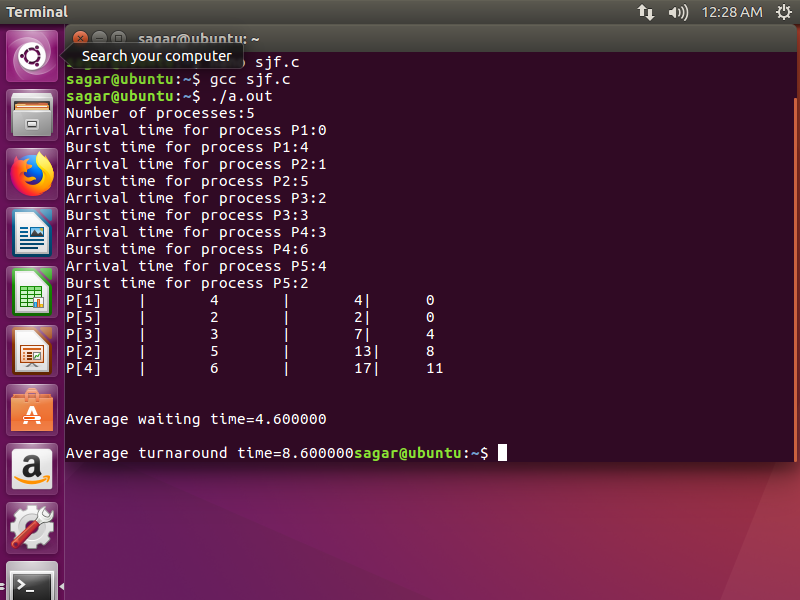 Terminal
12:28 AM
sagar@ubuntu: ~
Search your computer
sjf.c
sagar@ubuntu:~$ gcc sjf.c
sagar@ubuntu:~$ ./a.out
Number of processes:5
Arrival time for process P1:0
Burst time for process P1:4
Arrival time for process P2:1
Burst time for process P2:5
Arrival time for process P3:2
Burst time for process P3:3
Arrival time for process P4:3
Burst time for process P4:6
Arrival time for process P5:4
Burst time for process P5:2
P[1]    |       4       |       4|      0
P[5]    |       2       |       2|      0
P[3]    |       3       |       7|      4
P[2]    |       5       |       13|     8
P[4]    |       6       |       17|     11
Average waiting time=4.600000
Average turnaround time=8.600000sagar@ubuntu:~$